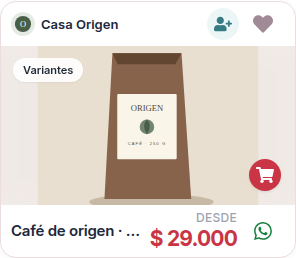 O
Casa Origen
Variantes
ORIGEN
CAFÉ · 250 G
DESDE
Café de origen · ...
$ 29.000